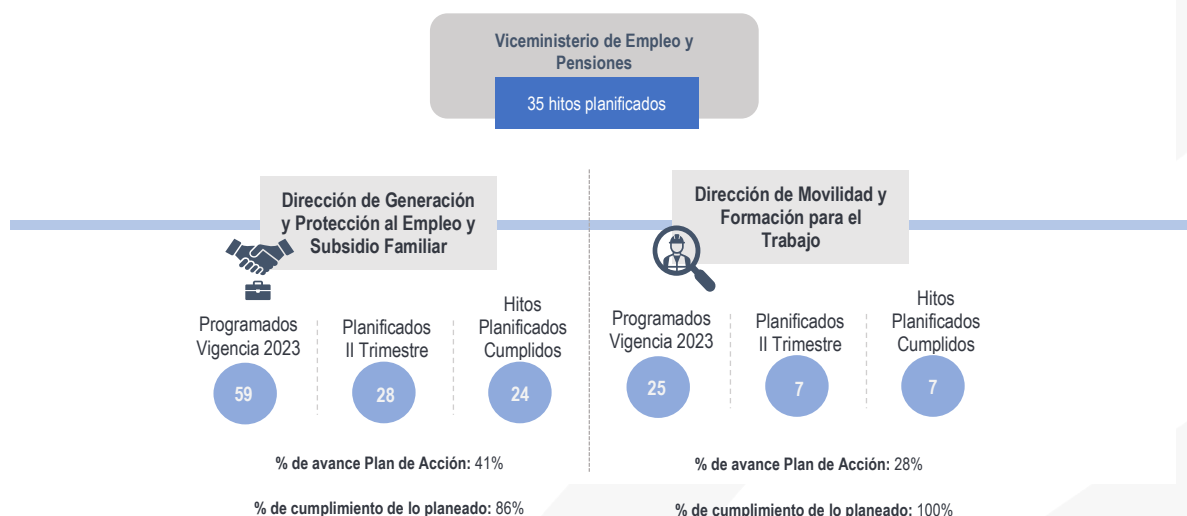 Viceministerio de Empleo y
Pensiones
35 hitos planificados
Dirección de Generación
y Protección al Empleo y
Subsidio Familiar
Programados
Vigencia 2023
59
Planificados
II Trimestre
28
Hitos
Planificados
Cumplidos
24
% de avance Plan de Acción: 41%
% de cumplimiento de lo planeado: 86%
Dirección de Movilidad y
Formación para el
Trabajo
Programados
Vigencia 2023
25
Planificados
II Trimestre
7
Hitos
Planificados
Cumplidos
7
% de avance Plan de Acción: 28%
% de cumplimiento de lo planeado: 100%